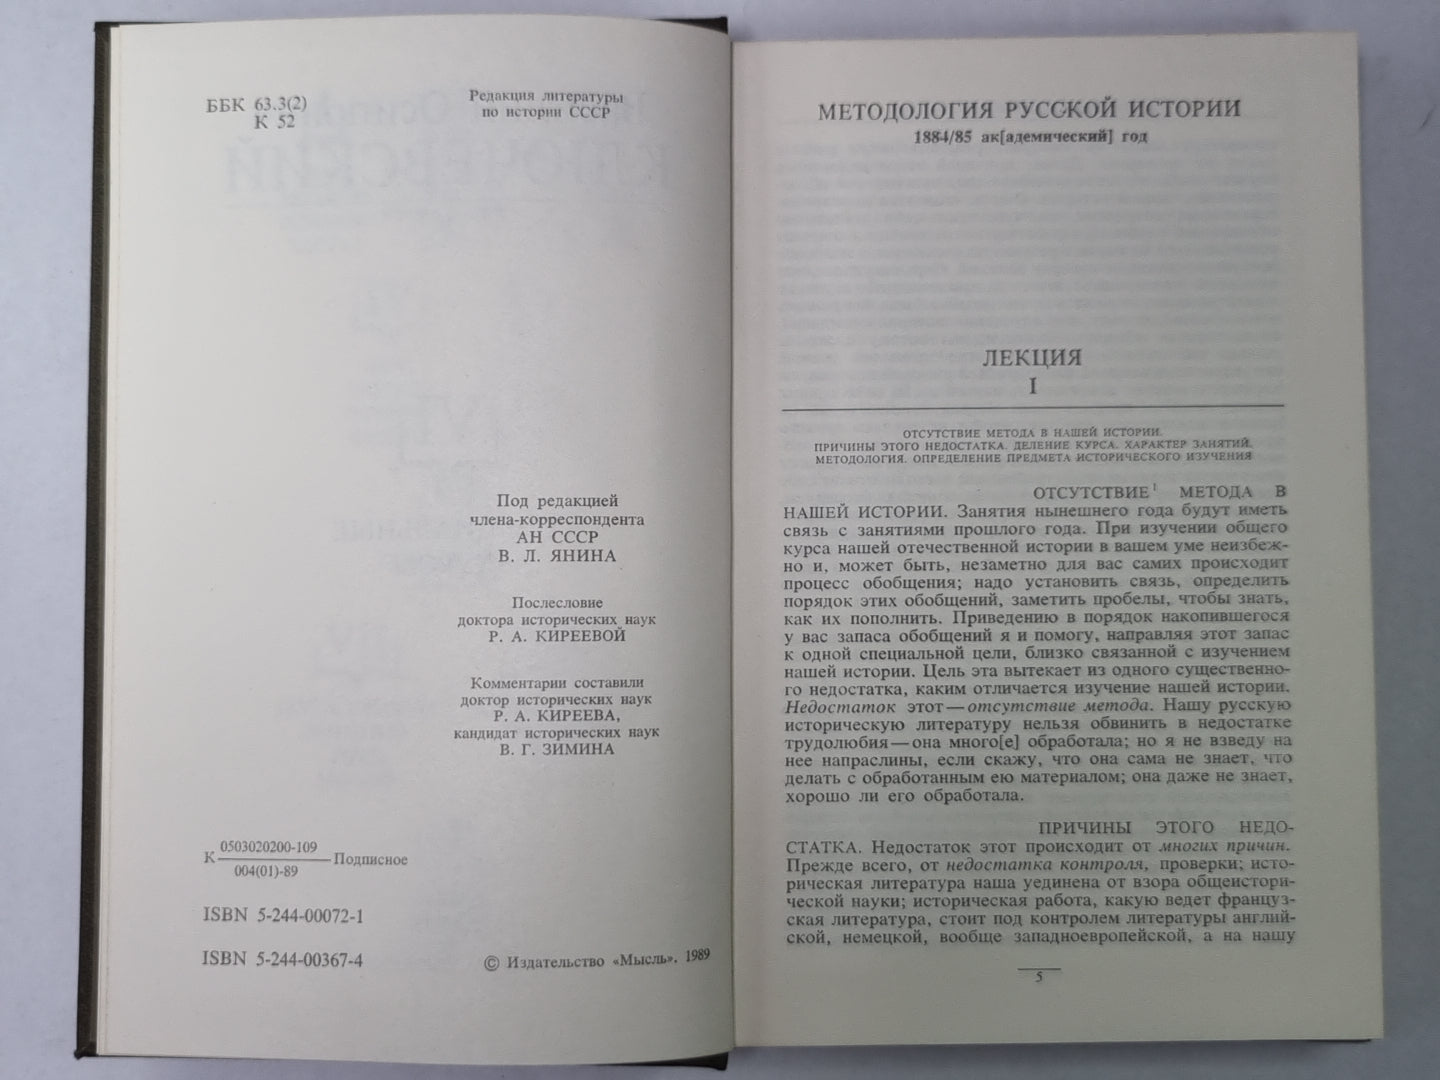 ББК 63.3(2)
К 52
Редакция литературы
по истории СССР
Под редакцией
члена-корреспондента
АН СССР
В. Л. ЯНИНА
Послесловие
доктора исторических наук
Р. А. КИРЕЕВОЙ
Комментарии составили
доктор исторических наук
Р. А. КИРЕЕВА,
кандидат исторических наук
В. Г. ЗИМИНА
К 0503020200-109 Подписное
004(01)-89
ISBN 5-244-00072-1
ISBN 5-244-00367-4
© Издательство «Мысль». 1989
МЕТОДОЛОГИЯ РУССКОЙ ИСТОРИИ
1884/85 ак[адемический] год
ЛЕКЦИЯ
I
ОТСУТСТВИЕ МЕТОДА В НАШЕЙ ИСТОРИИ.
ПРИЧИНЫ ЭТОГО НЕДОСТАТКА. ДЕЛЕНИЕ КУРСА. ХАРАКТЕР ЗАНЯТИЙ.
МЕТОДОЛОГИЯ. ОПРЕДЕЛЕНИЕ ПРЕДМЕТА ИСТОРИЧЕСКОГО ИЗУЧЕНИЯ
ОТСУТСТВИЕ¹ МЕТОДА В
НАШЕЙ ИСТОРИИ. Занятия нынешнего года будут иметь
связь с занятиями прошлого года. При изучении общего
курса нашей отечественной истории в вашем уме неизбеж-
но и, может быть, незаметно для вас самих происходит
процесс обобщения; надо установить связь, определить
порядок этих обобщений, заметить пробелы, чтобы знать,
как их пополнить. Приведению в порядок накопившегося
у вас запаса обобщений я и помогу, направляя этот запас
к одной специальной цели, близко связанной с изучением
нашей истории. Цель эта вытекает из одного существенно-
го недостатка, каким отличается изучение нашей истории.
Недостаток этот—отсутствие метода. Нашу русскую
историческую литературу нельзя обвинить в недостатке
трудолюбия—она много[е] обработала; но я не взведу на
нее напраслины, если скажу, что она сама не знает, что
делать с обработанным ею материалом; она даже не знает,
хорошо ли его обработала.
ПРИЧИНЫ ЭТОГО НЕДО-
СТАТКА. Недостаток этот происходит от многих причин.
Прежде всего, от недостатка контроля, проверки; исто-
рическая литература наша уединена от взора общеистори-
ческой науки; историческая работа, какую ведет француз-
ская литература, стоит под контролем литературы англий-
ской, немецкой, вообще западноевропейской, а на нашу
5